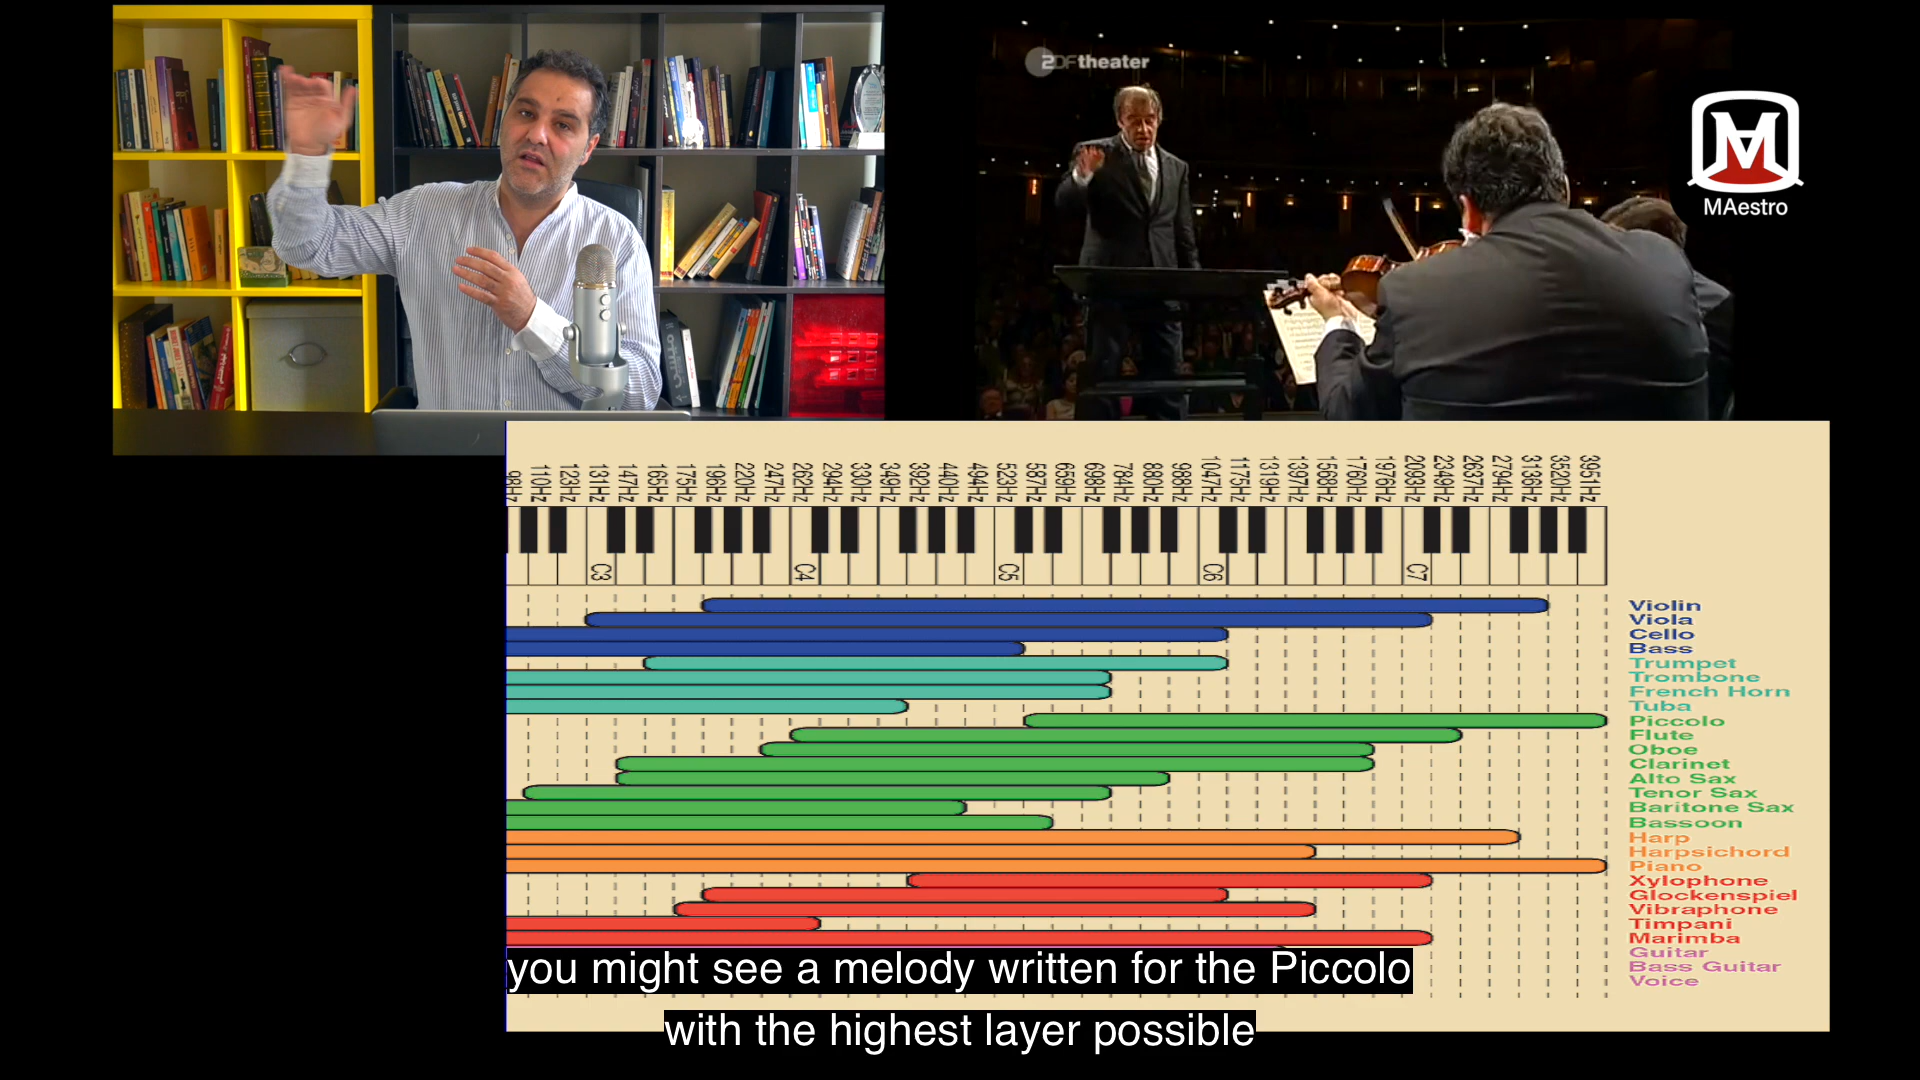 ZDFtheater
M
MAestro
98Hz
110Hz
123Hz
131Hz
147Hz
165Hz
175Hz
196Hz
220Hz
247Hz
262Hz
294Hz
330Hz
349Hz
392Hz
440Hz
494Hz
523Hz
587Hz
659Hz
698Hz
784Hz
880Hz
988Hz
1047Hz
1175Hz
1319Hz
1397Hz
1568Hz
1760Hz
1976Hz
2093Hz
2349Hz
2637Hz
2794Hz
3136Hz
3520Hz
3951Hz
C3
C4
C5
C6
C7
Violin
Viola
Cello
Bass
Trumpet
Trombone
French Horn
Tuba
Piccolo
Flute
Oboe
Clarinet
Alto Sax
Tenor Sax
Baritone Sax
Bassoon
Harp
Harpsichord
Piano
Xylophone
Glockenspiel
Vibraphone
Timpani
Marimba
Guitar
Bass Guitar
Voice
you might see a melody written for the Piccolo
with the highest layer possible